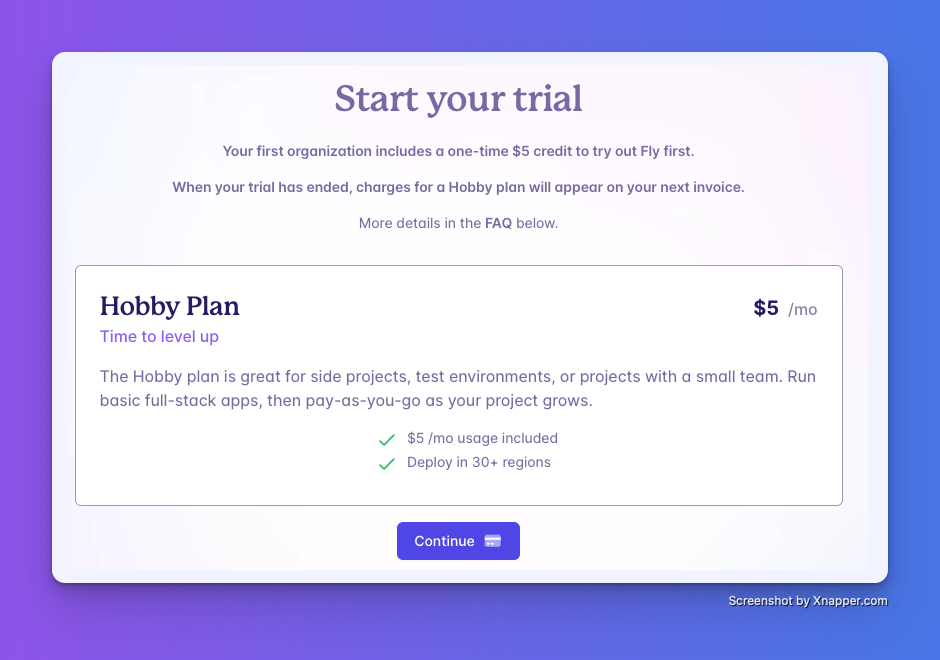 Start your trial
Your first organization includes a one-time $5 credit to try out Fly first.
When your trial has ended, charges for a Hobby plan will appear on your next invoice.
More details in the FAQ below.
Hobby Plan
$5 /mo
Time to level up
The Hobby plan is great for side projects, test environments, or projects with a small team. Run
basic full-stack apps, then pay-as-you-go as your project grows.
$5 /mo usage included
Deploy in 30+ regions
Continue
Screenshot by Xnapper.com